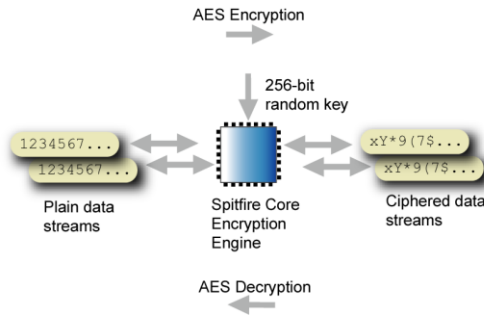 AES Encryption
256-bit
random key
1234567...
1234567...
xY*9(7$...
xY*9(7$...
Plain data
streams
Spitfire Core
Encryption
Engine
Ciphered data
streams
AES Decryption